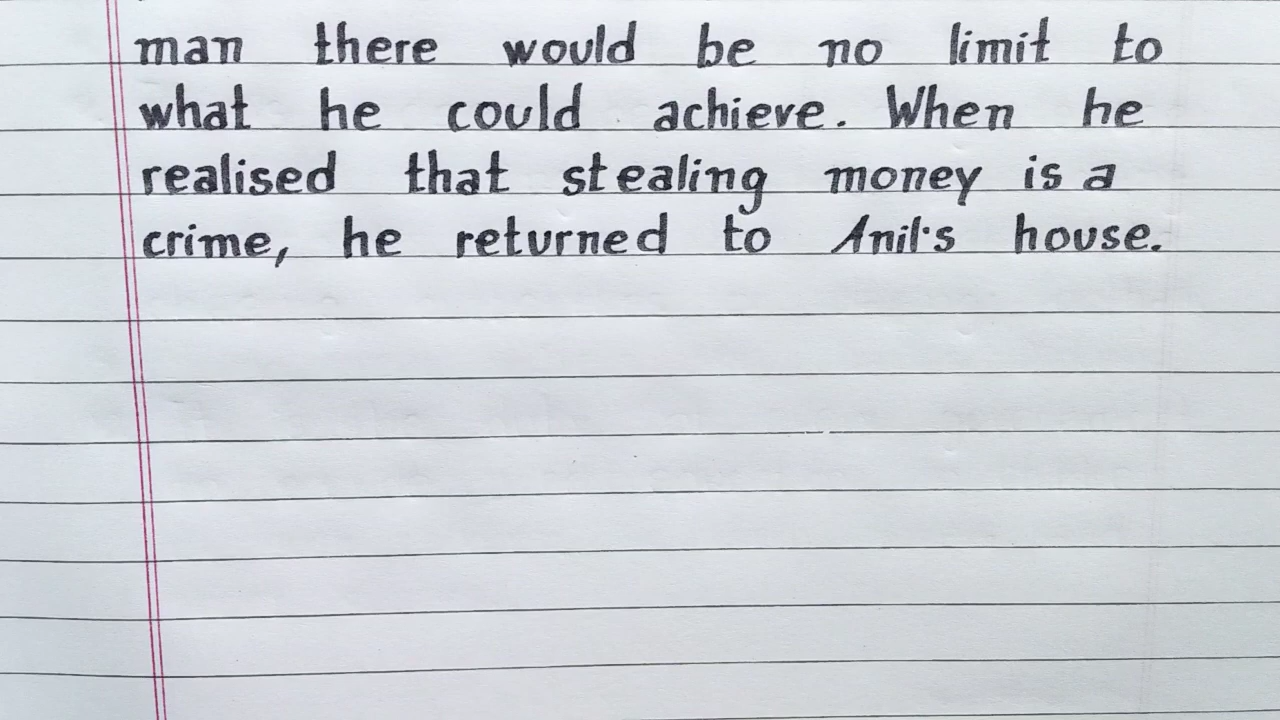 man there would be no limit to
what he could achieve. When he
realised that stealing money is a
crime, he returned to Anil's house.